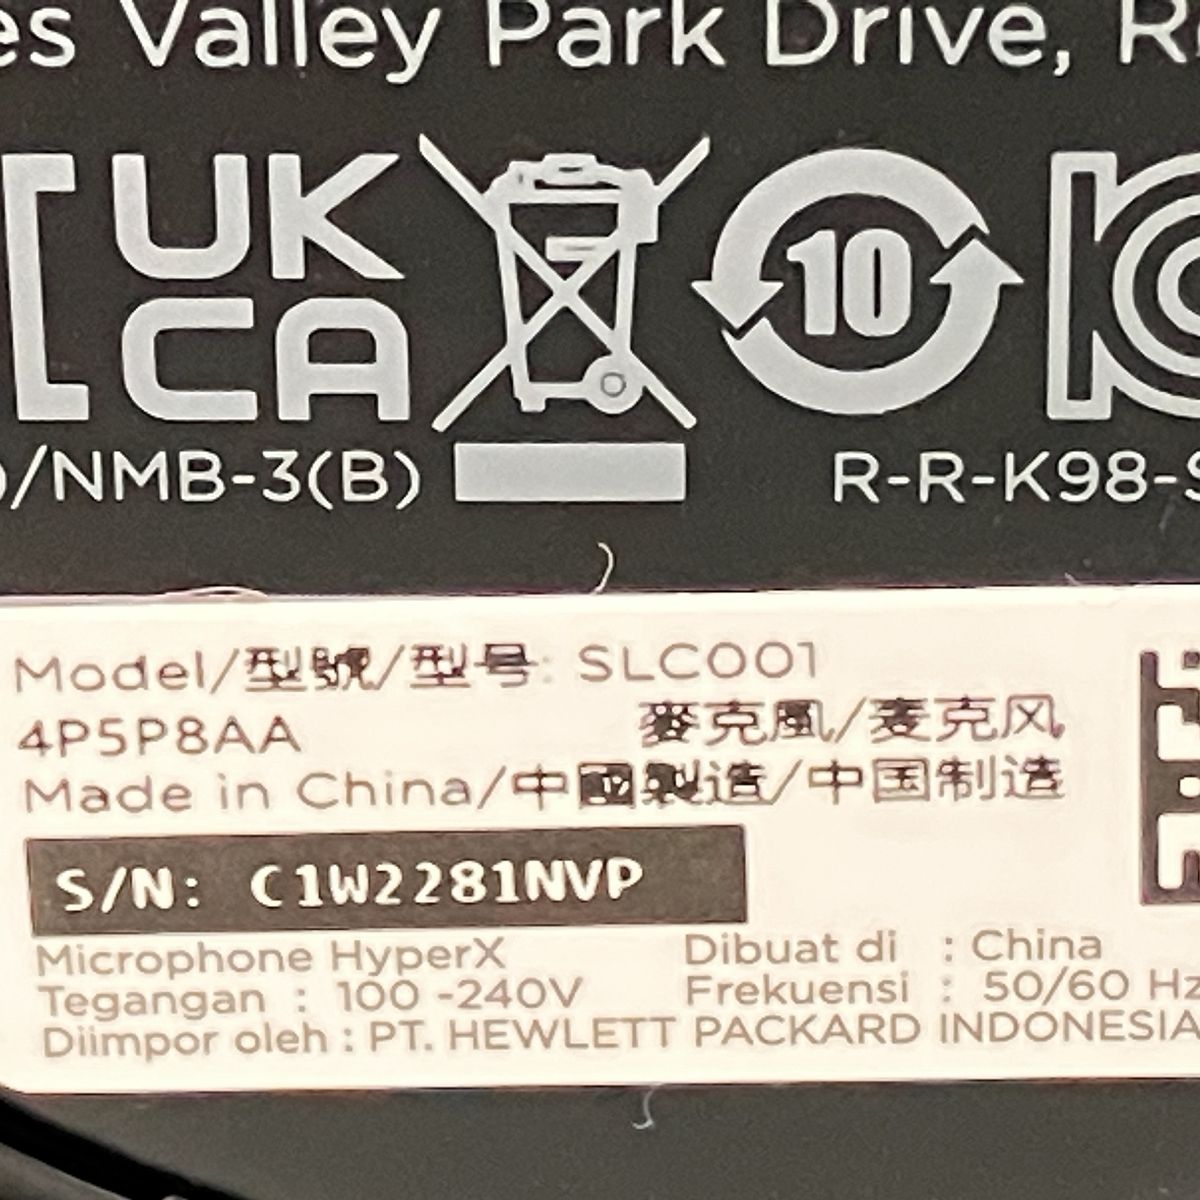 es Valley Park Drive, R
UK
CA
10
)/NMB-3(B)
R-R-K98-S
Model/型號/型号: SLC001
4P5P8AA 麥克風/麦克风
Made in China/中國製造/中国制造
S/N: C1W2281NVP
Microphone HyperX Dibuat di : China
Tegangan : 100 -240V Frekuensi : 50/60 Hz
Diimpor oleh : PT. HEWLETT PACKARD INDONESIA